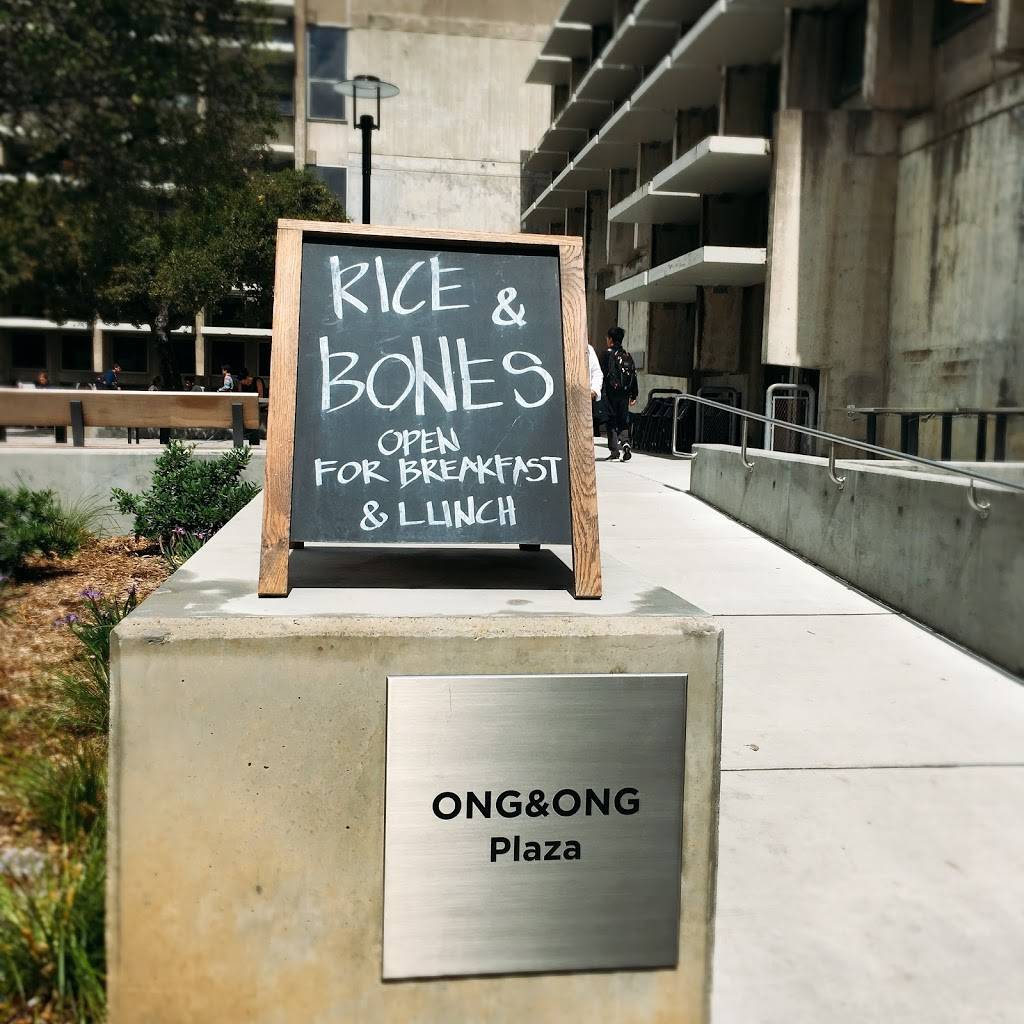 RICE &
BONES
OPEN
FOR BREAKFAST
& LUNCH
ONG&ONG
Plaza